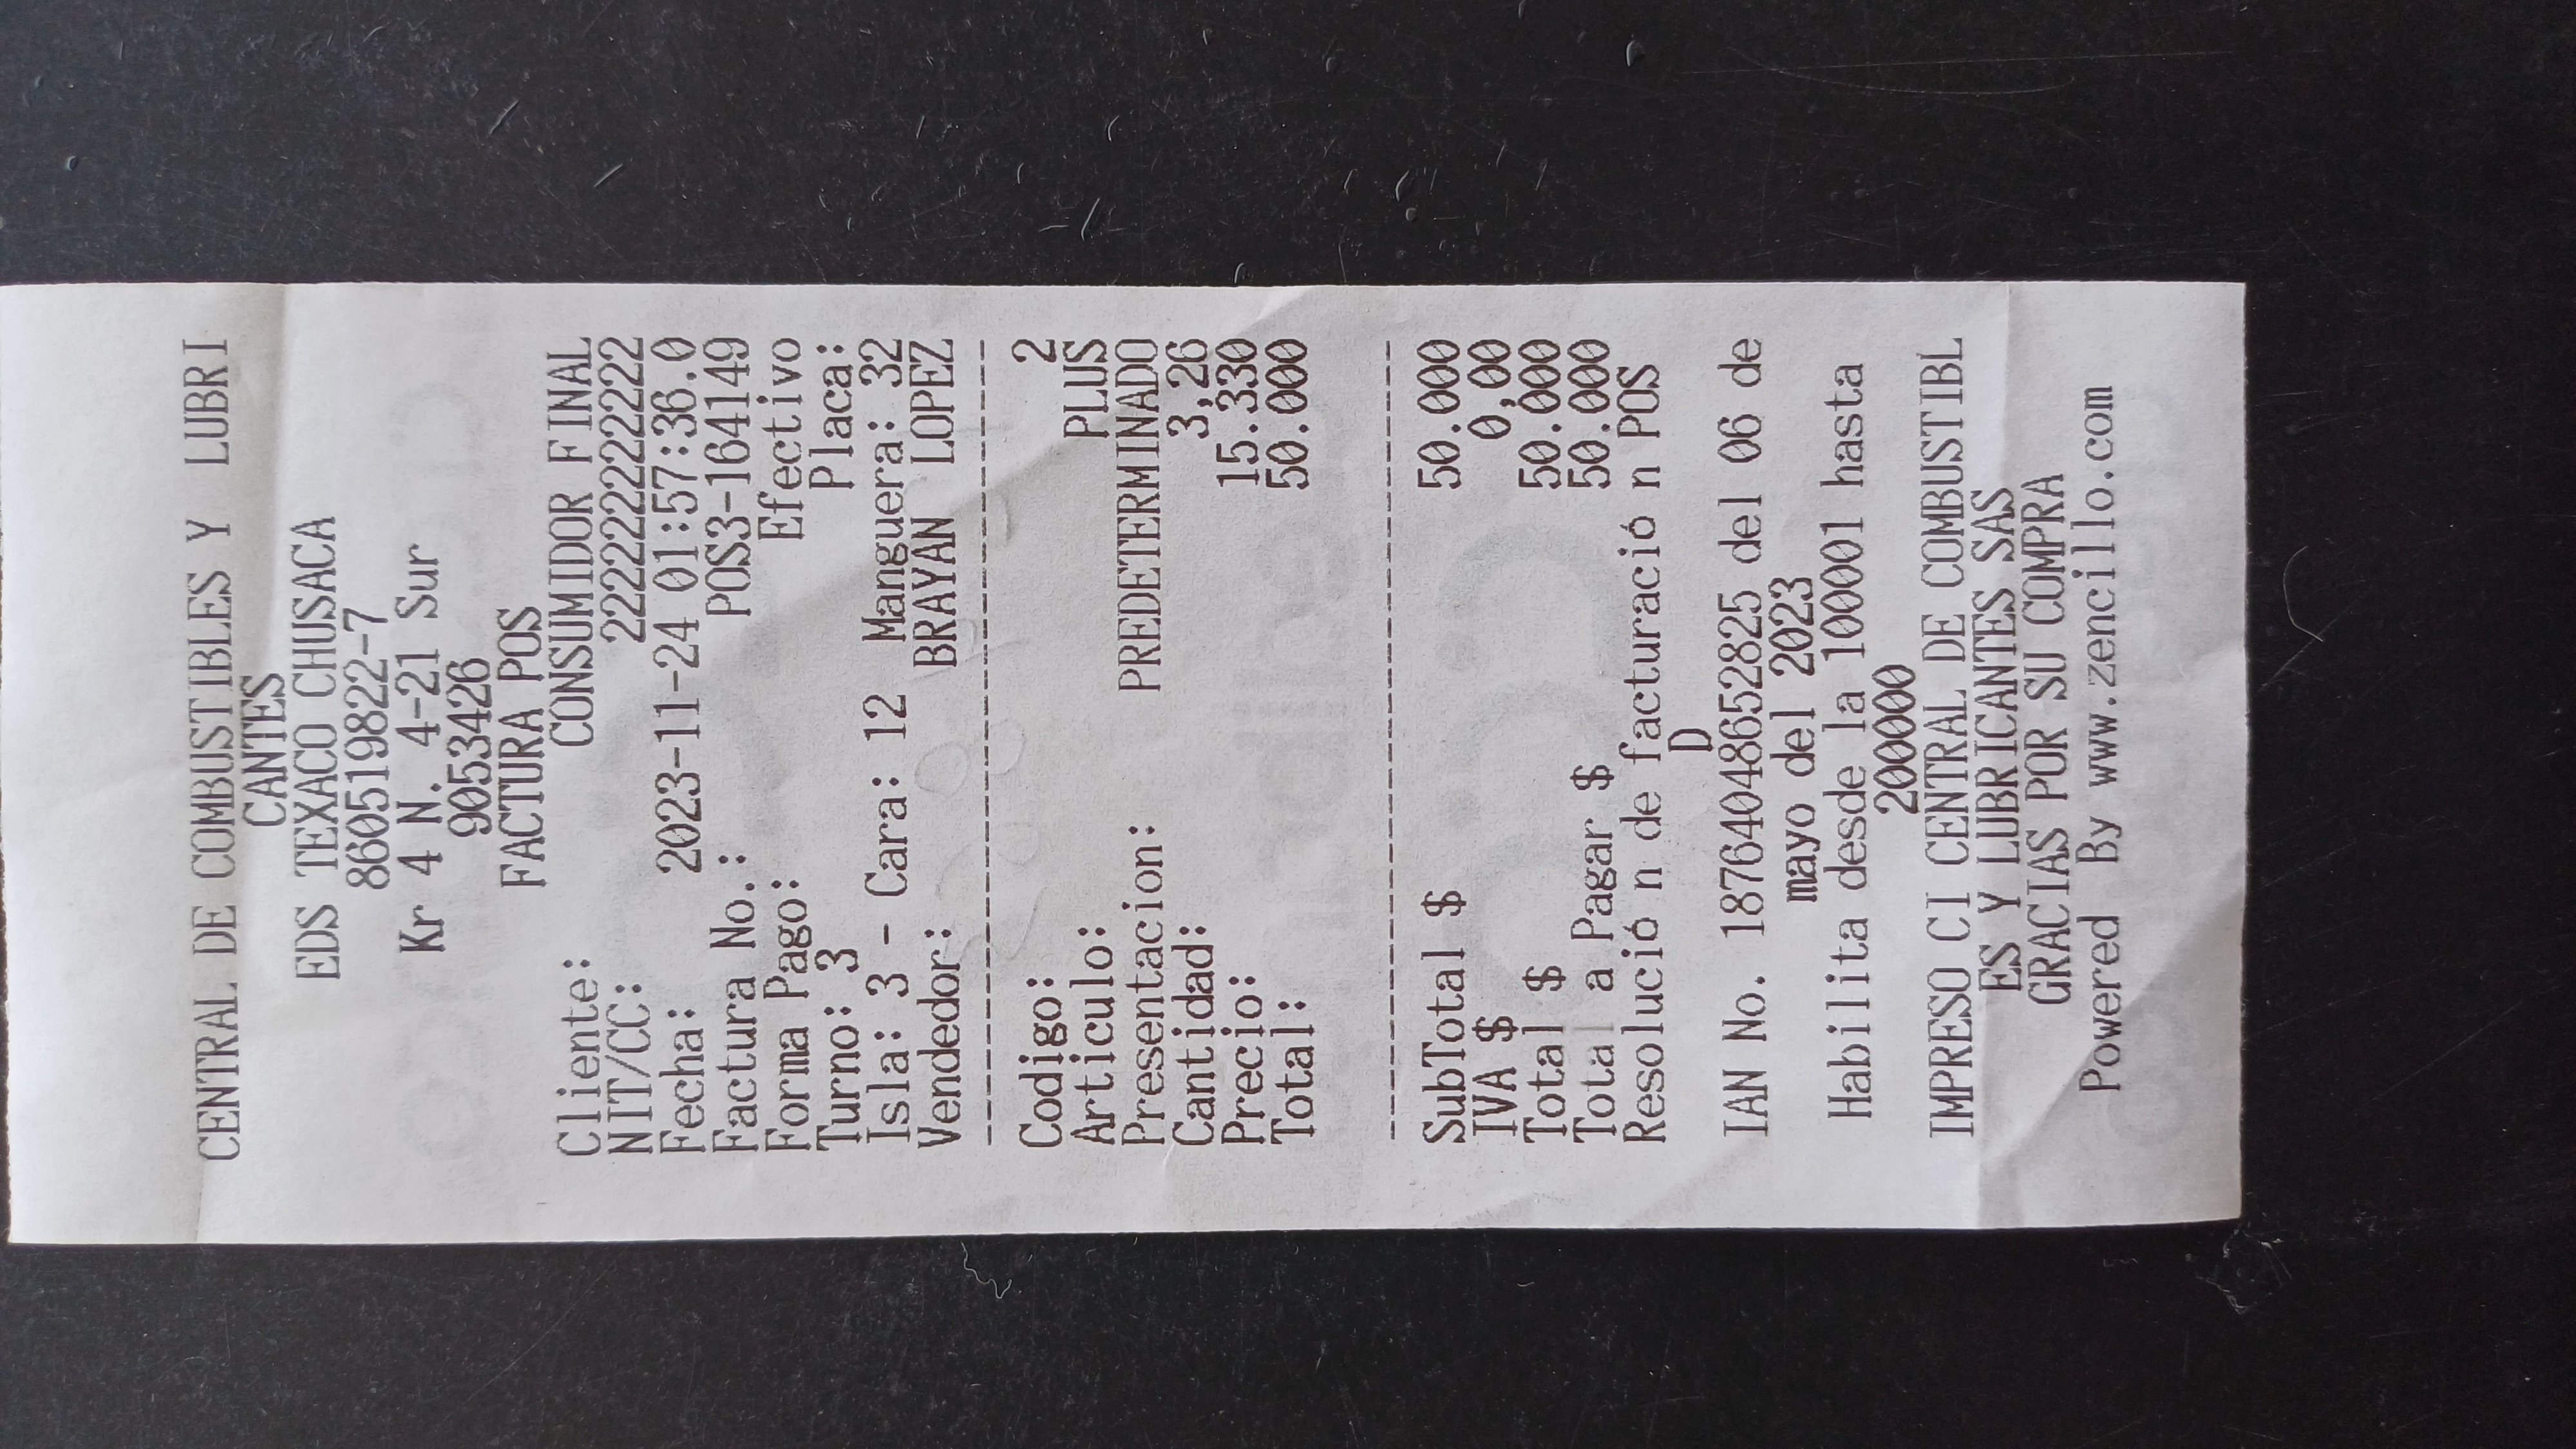 CENTRAL DE COMBUSTIBLES Y LUBRI
CANTES
EDS TEXACO CHUSACA
860519822-7
Kr 4 N. 4-21 Sur
9053426
FACTURA POS
Cliente: CONSUMIDOR FINAL
NIT/CC: 222222222222
Fecha: 2023-11-24 01:57:36.0
Factura No.: POS3-164149
Forma Pago: Efectivo
Turno: 3 Placa:
Isla: 3 - Cara: 12 Manguera: 32
Vendedor: BRAYAN LOPEZ
--------------------------------
Codigo: 2
Articulo: PLUS
Presentacion: PREDETERMINADO
Cantidad: 3,26
Precio: 15.330
Total: 50.000
--------------------------------
SubTotal $ 50.000
IVA $ 0,00
Total $ 50.000
Total a Pagar $ 50.000
Resolució n de facturació n POS
D
IAN No. 18764048652825 del 06 de
mayo del 2023
Habilita desde la 100001 hasta
200000
IMPRESO CI CENTRAL DE COMBUSTIBL
ES Y LUBRICANTES SAS
GRACIAS POR SU COMPRA
Powered By www.zencillo.com